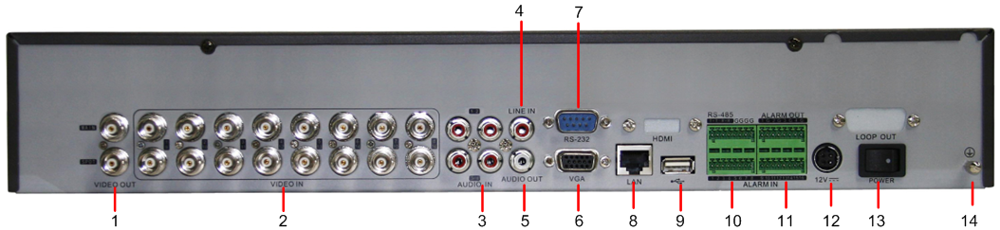 4 7
LINE IN
RS-232
HDMI
RS-485 ALARM OUT
LOOP OUT
VIDEO OUT
VIDEO IN
AUDIO IN
AUDIO OUT
VGA
LAN
ALARM IN
12V
POWER
1 2 3 5 6 8 9 10 11 12 13 14